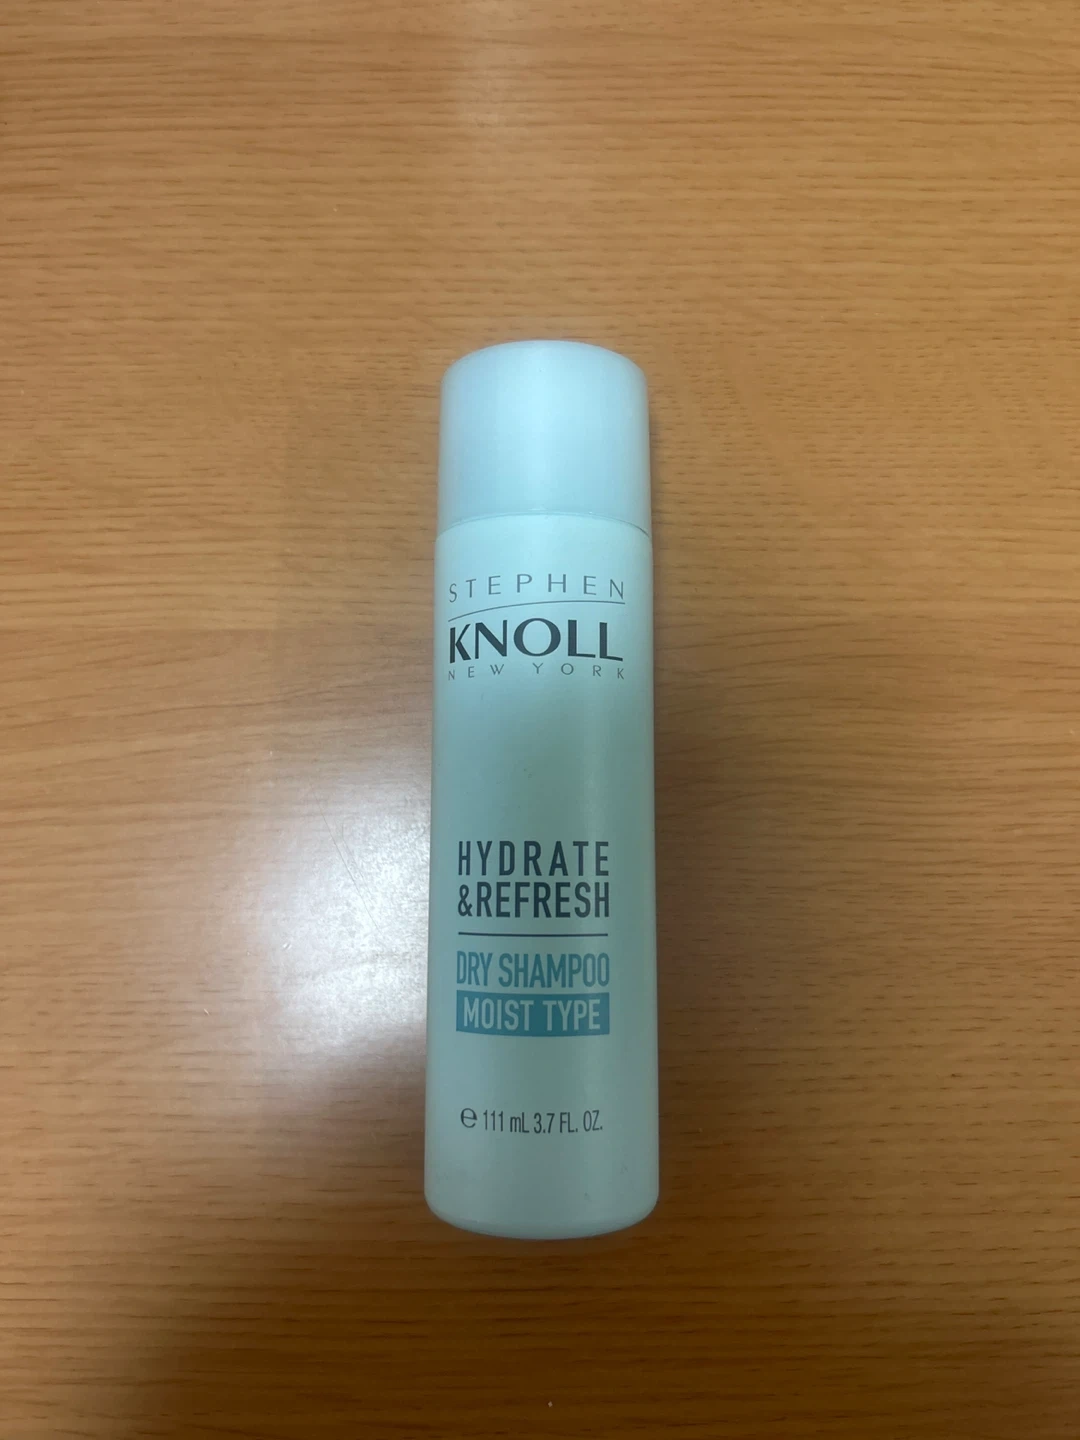 STEPHEN
KNOLL
NEW YORK
HYDRATE
&REFRESH
DRY SHAMPOO
MOIST TYPE
℮ 111 mL 3.7 FL. OZ.